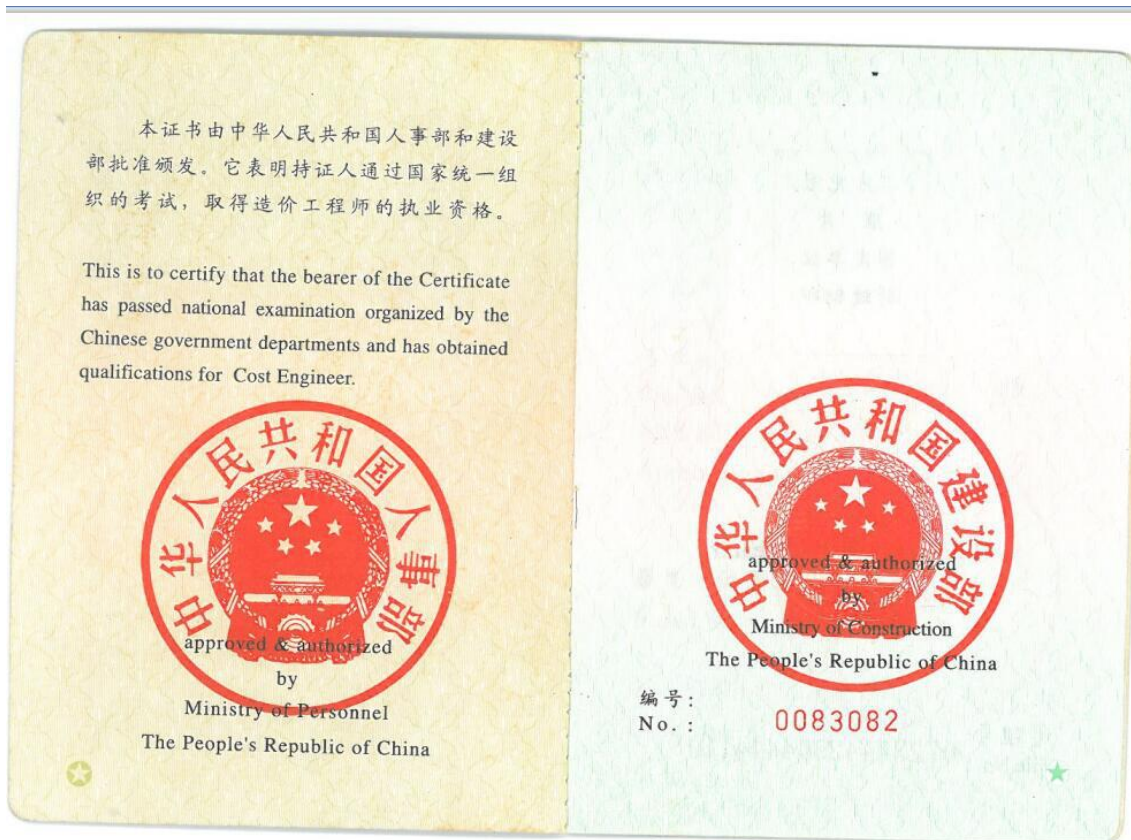 本证书由中华人民共和国人事部和建设
部批准颁发。它表明持证人通过国家统一组
织的考试，取得造价工程师的执业资格。
This is to certify that the bearer of the Certificate
has passed national examination organized by the
Chinese government departments and has obtained
qualifications for Cost Engineer.
中华人民共和国人事部
approved & authorized
by
Ministry of Personnel
The People's Republic of China
中华人民共和国建设部
approved & authorized
by
Ministry of Construction
The People's Republic of China
编号:
No.: 0083082